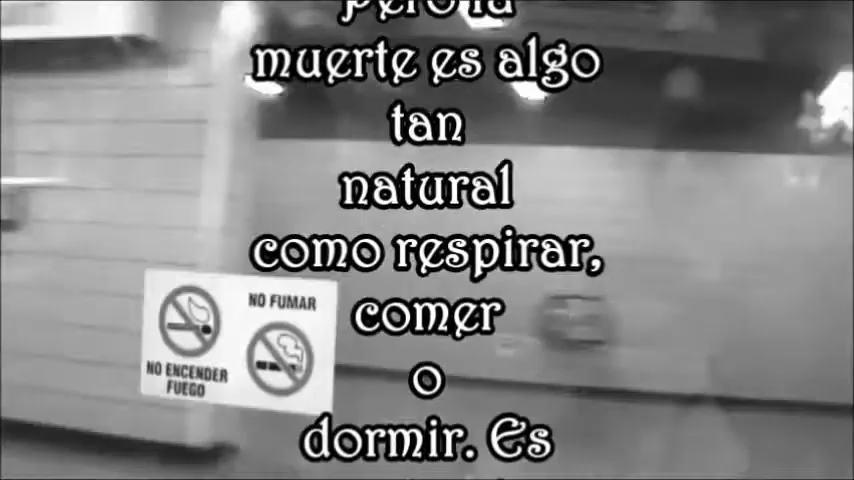 muerte es algo
tan
natural
como respirar,
comer
o
dormir. Es
NO FUMAR
NO ENCENDER
FUEGO